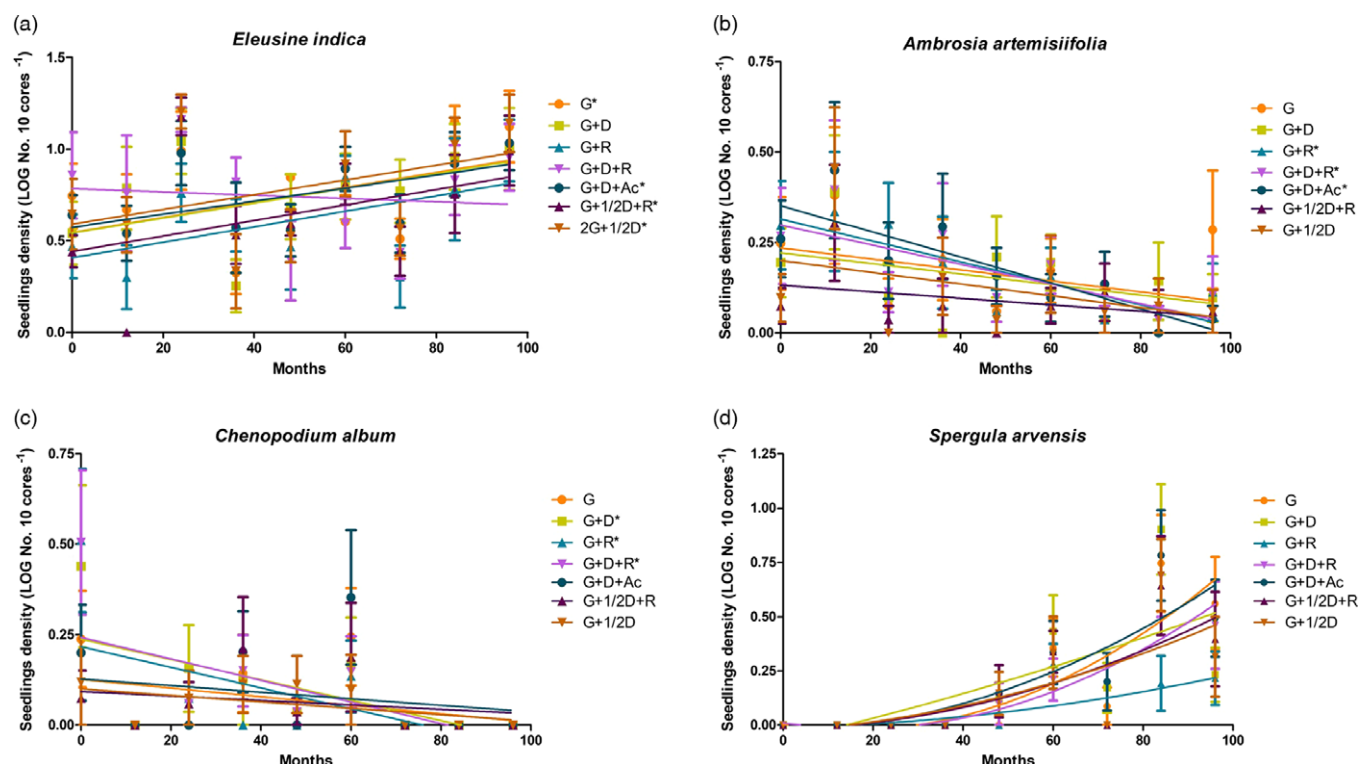 (a)
Eleusine indica
Seedlings density (LOG No. 10 cores⁻¹)
1.5
1.0
0.5
0.0
0 20 40 60 80 100
Months
G*
G+D
G+R
G+D+R
G+D+Ac*
G+1/2D+R*
2G+1/2D*
(b)
Ambrosia artemisiifolia
Seedlings density (LOG No. 10 cores⁻¹)
0.75
0.50
0.25
0.00
0 20 40 60 80 100
Months
G
G+D
G+R*
G+D+R*
G+D+Ac*
G+1/2D+R
G+1/2D
(c)
Chenopodium album
Seedlings density (LOG No. 10 cores⁻¹)
0.75
0.50
0.25
0.00
0 20 40 60 80 100
Months
G
G+D*
G+R*
G+D+R*
G+D+Ac
G+1/2D+R
G+1/2D
(d)
Spergula arvensis
Seedlings density (LOG No. 10 cores⁻¹)
1.25
1.00
0.75
0.50
0.25
0.00
0 20 40 60 80 100
Months
G
G+D
G+R
G+D+R
G+D+Ac
G+1/2D+R
G+1/2D